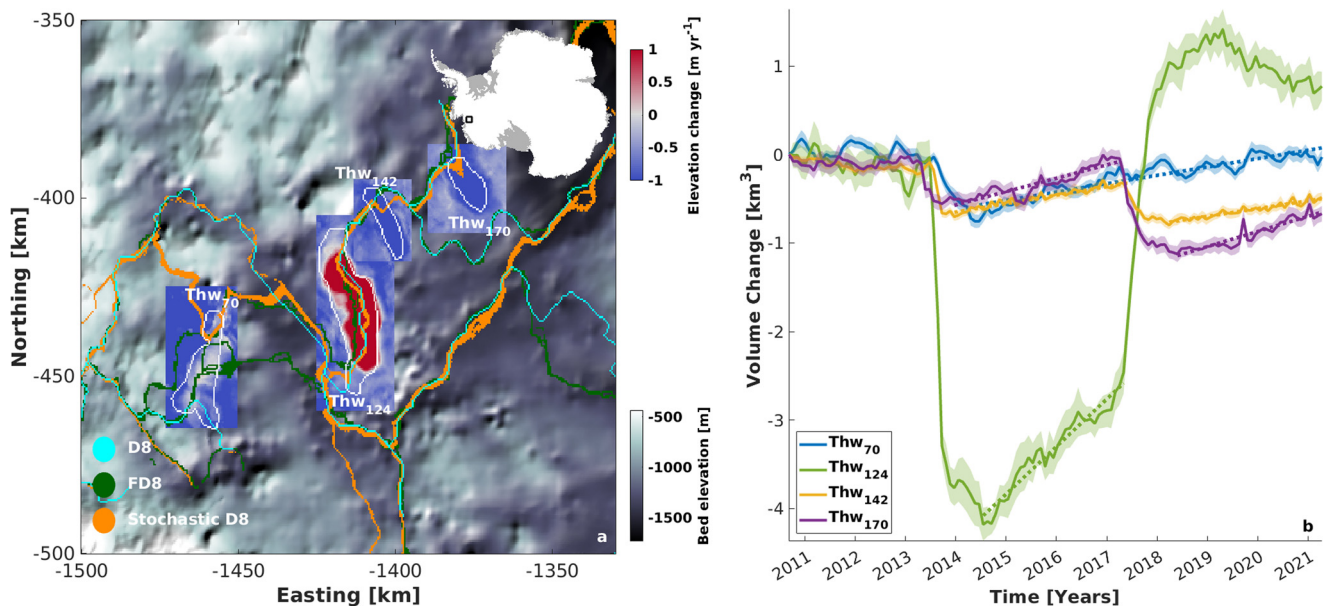 -350
-400
-450
-500
Northing [km]
-1500
-1450
-1400
-1350
Easting [km]
Thw142
Thw170
Thw70
Thw124
D8
FD8
Stochastic D8
a
1
0.5
0
-0.5
-1
Elevation change [m yr-1]
-500
-1000
-1500
Bed elevation [m]
1
0
-1
-2
-3
-4
Volume Change [km3]
Thw70
Thw124
Thw142
Thw170
b
2011
2012
2013
2014
2015
2016
2017
2018
2019
2020
2021
Time [Years]